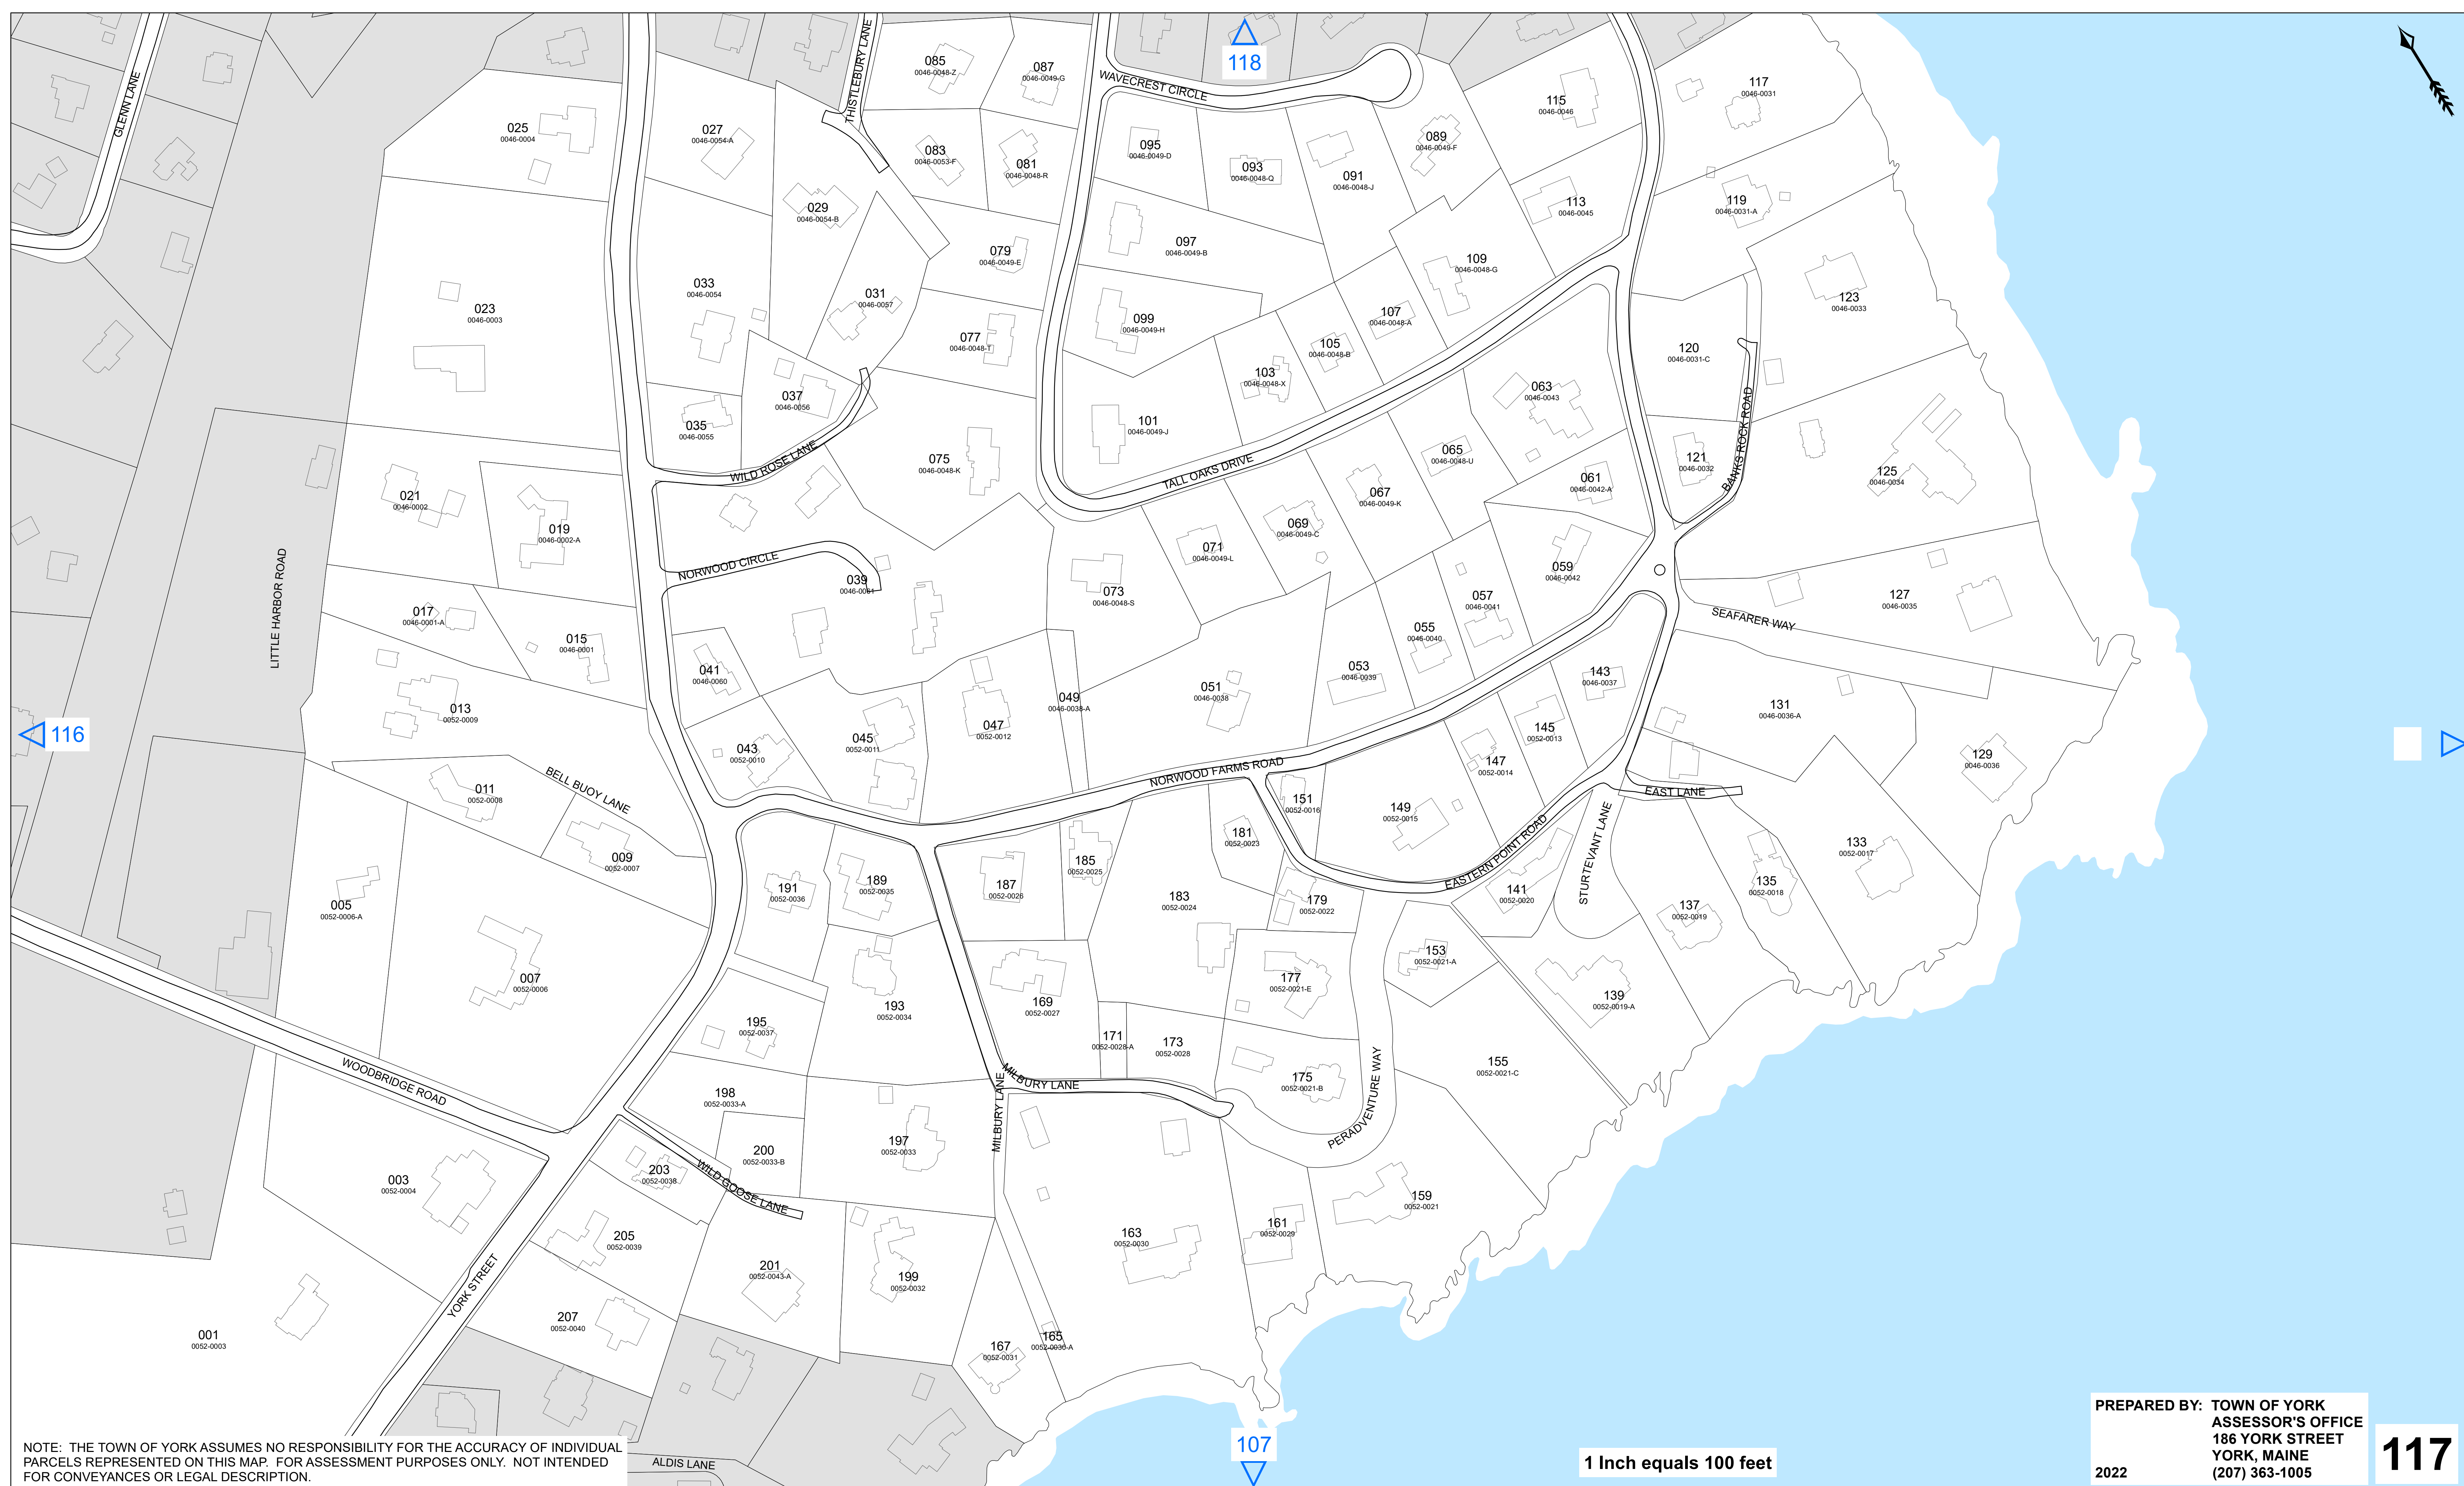 118
THISTLEBURY LANE
085
0046-0048-Z
087
0046-0049-G
WAVECREST CIRCLE
GLENN LANE
025
0046-0004
027
0046-0054-A
083
0046-0053-F
081
0046-0048-R
095
0046-0049-D
093
0046-0048-Q
091
0046-0048-J
089
0046-0049-F
115
0046-0046
117
0046-0031
029
0046-0054-B
079
0046-0049-E
097
0046-0049-B
109
0046-0048-G
113
0046-0045
119
0046-0031-A
023
0046-0003
033
0046-0054
031
0046-0057
077
0046-0048-T
099
0046-0049-H
107
0046-0048-A
105
0046-0048-B
103
0046-0048-X
123
0046-0033
120
0046-0031-C
037
0046-0056
035
0046-0055
101
0046-0049-J
063
0046-0043
BANKS ROCK ROAD
WILD ROSE LANE
075
0046-0048-K
TALL OAKS DRIVE
065
0046-0048-U
061
0046-0042-A
121
0046-0032
125
0046-0034
021
0046-0002
019
0046-0002-A
067
0046-0049-K
069
0046-0049-C
071
0046-0049-L
NORWOOD CIRCLE
039
0046-0061
073
0046-0048-S
059
0046-0042
057
0046-0041
055
0046-0040
127
0046-0035
SEAFARER WAY
LITTLE HARBOR ROAD
017
0046-0001-A
015
0046-0001
041
0046-0060
053
0046-0039
051
0046-0038
049
0046-0038-A
143
0046-0037
131
0046-0036-A
116
013
0052-0009
043
0052-0010
045
0052-0011
047
0052-0012
145
0052-0013
147
0052-0014
129
0046-0036
BELL BUOY LANE
011
0052-0008
NORWOOD FARMS ROAD
151
0052-0016
149
0052-0015
EAST LANE
009
0052-0007
181
0052-0023
EASTERN POINT ROAD
STURTEVANT LANE
133
0052-0017
005
0052-0006-A
191
0052-0036
189
0052-0035
187
0052-0026
185
0052-0025
183
0052-0024
179
0052-0022
141
0052-0020
137
0052-0019
135
0052-0018
007
0052-0006
193
0052-0034
169
0052-0027
177
0052-0021-E
153
0052-0021-A
139
0052-0019-A
195
0052-0037
171
0052-0028-A
173
0052-0028
WOODBRIDGE ROAD
MILBURY LANE
175
0052-0021-B
155
0052-0021-C
198
0052-0033-A
MILBURY LANE
PERADVENTURE WAY
003
0052-0004
203
0052-0038
200
0052-0033-B
197
0052-0033
WILD GOOSE LANE
159
0052-0021
205
0052-0039
163
0052-0030
161
0052-0029
YORK STREET
201
0052-0043-A
199
0052-0032
001
0052-0003
207
0052-0040
167
0052-0031
165
0052-0030-A
107
ALDIS LANE
NOTE: THE TOWN OF YORK ASSUMES NO RESPONSIBILITY FOR THE ACCURACY OF INDIVIDUAL
PARCELS REPRESENTED ON THIS MAP. FOR ASSESSMENT PURPOSES ONLY. NOT INTENDED
FOR CONVEYANCES OR LEGAL DESCRIPTION.
1 Inch equals 100 feet
PREPARED BY: TOWN OF YORK
ASSESSOR'S OFFICE
186 YORK STREET
YORK, MAINE
2022 (207) 363-1005
117